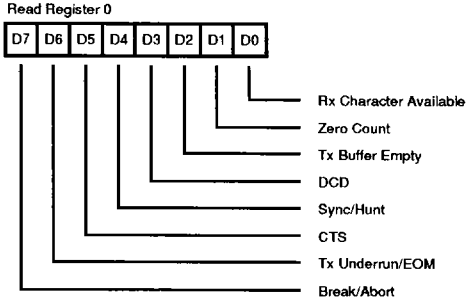 Read Register 0
D7 D6 D5 D4 D3 D2 D1 D0
Rx Character Available
Zero Count
Tx Buffer Empty
DCD
Sync/Hunt
CTS
Tx Underrun/EOM
Break/Abort